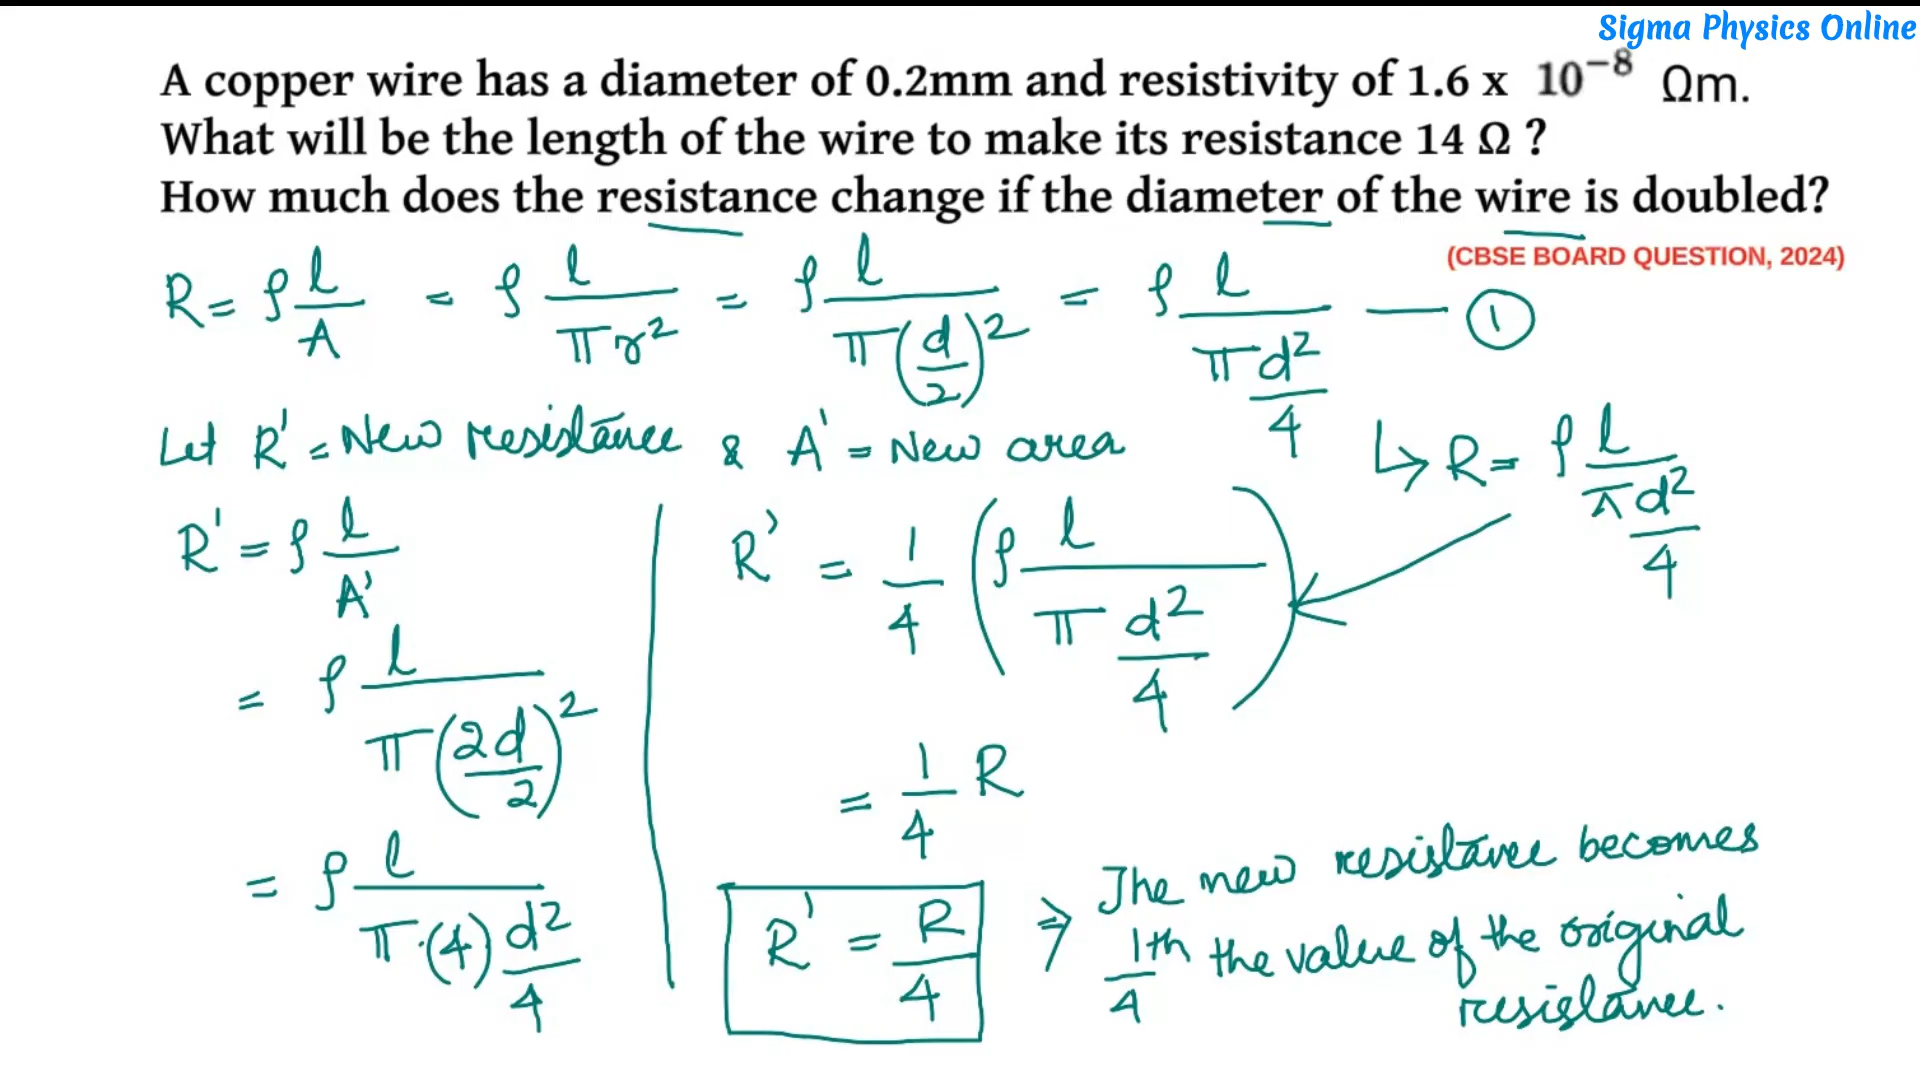 Sigma Physics Online
A copper wire has a diameter of 0.2mm and resistivity of 1.6 x 10⁻⁸ Ωm.
What will be the length of the wire to make its resistance 14 Ω ?
How much does the resistance change if the diameter of the wire is doubled?
(CBSE BOARD QUESTION, 2024)
R = ρ l/A = ρ l/(πr²) = ρ l/(π(d/2)²) = ρ l/(π d²/4) — ①
Let R' = New resistance & A' = New area
↳ R = ρ l/(π d²/4)
R' = ρ l/A'
= ρ l/(π(2d/2)²)
= ρ l/(π·(4) d²/4)
R' = 1/4 (ρ l/(π d²/4))
= 1/4 R
R' = R/4
⇒ The new resistance becomes
1/4th the value of the original
resistance.